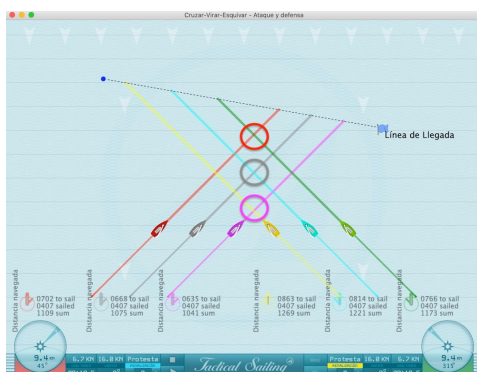 Cruzar-Virar-Esquivar - Ataque y defensa
Línea de Llegada
Distancia navegada
0702 to sail
0407 sailed
1109 sum
Distancia navegada
0668 to sail
0407 sailed
1075 sum
Distancia navegada
0635 to sail
0407 sailed
1041 sum
Distancia navegada
0863 to sail
0407 sailed
1269 sum
Distancia navegada
0814 to sail
0407 sailed
1221 sum
Distancia navegada
0766 to sail
0407 sailed
1173 sum
9.4 m
45°
6.7 KN 16.0 KM Protesta
Tactical Sailing
Protesta 16.0 KM 6.7 KN
9.4 m
315°